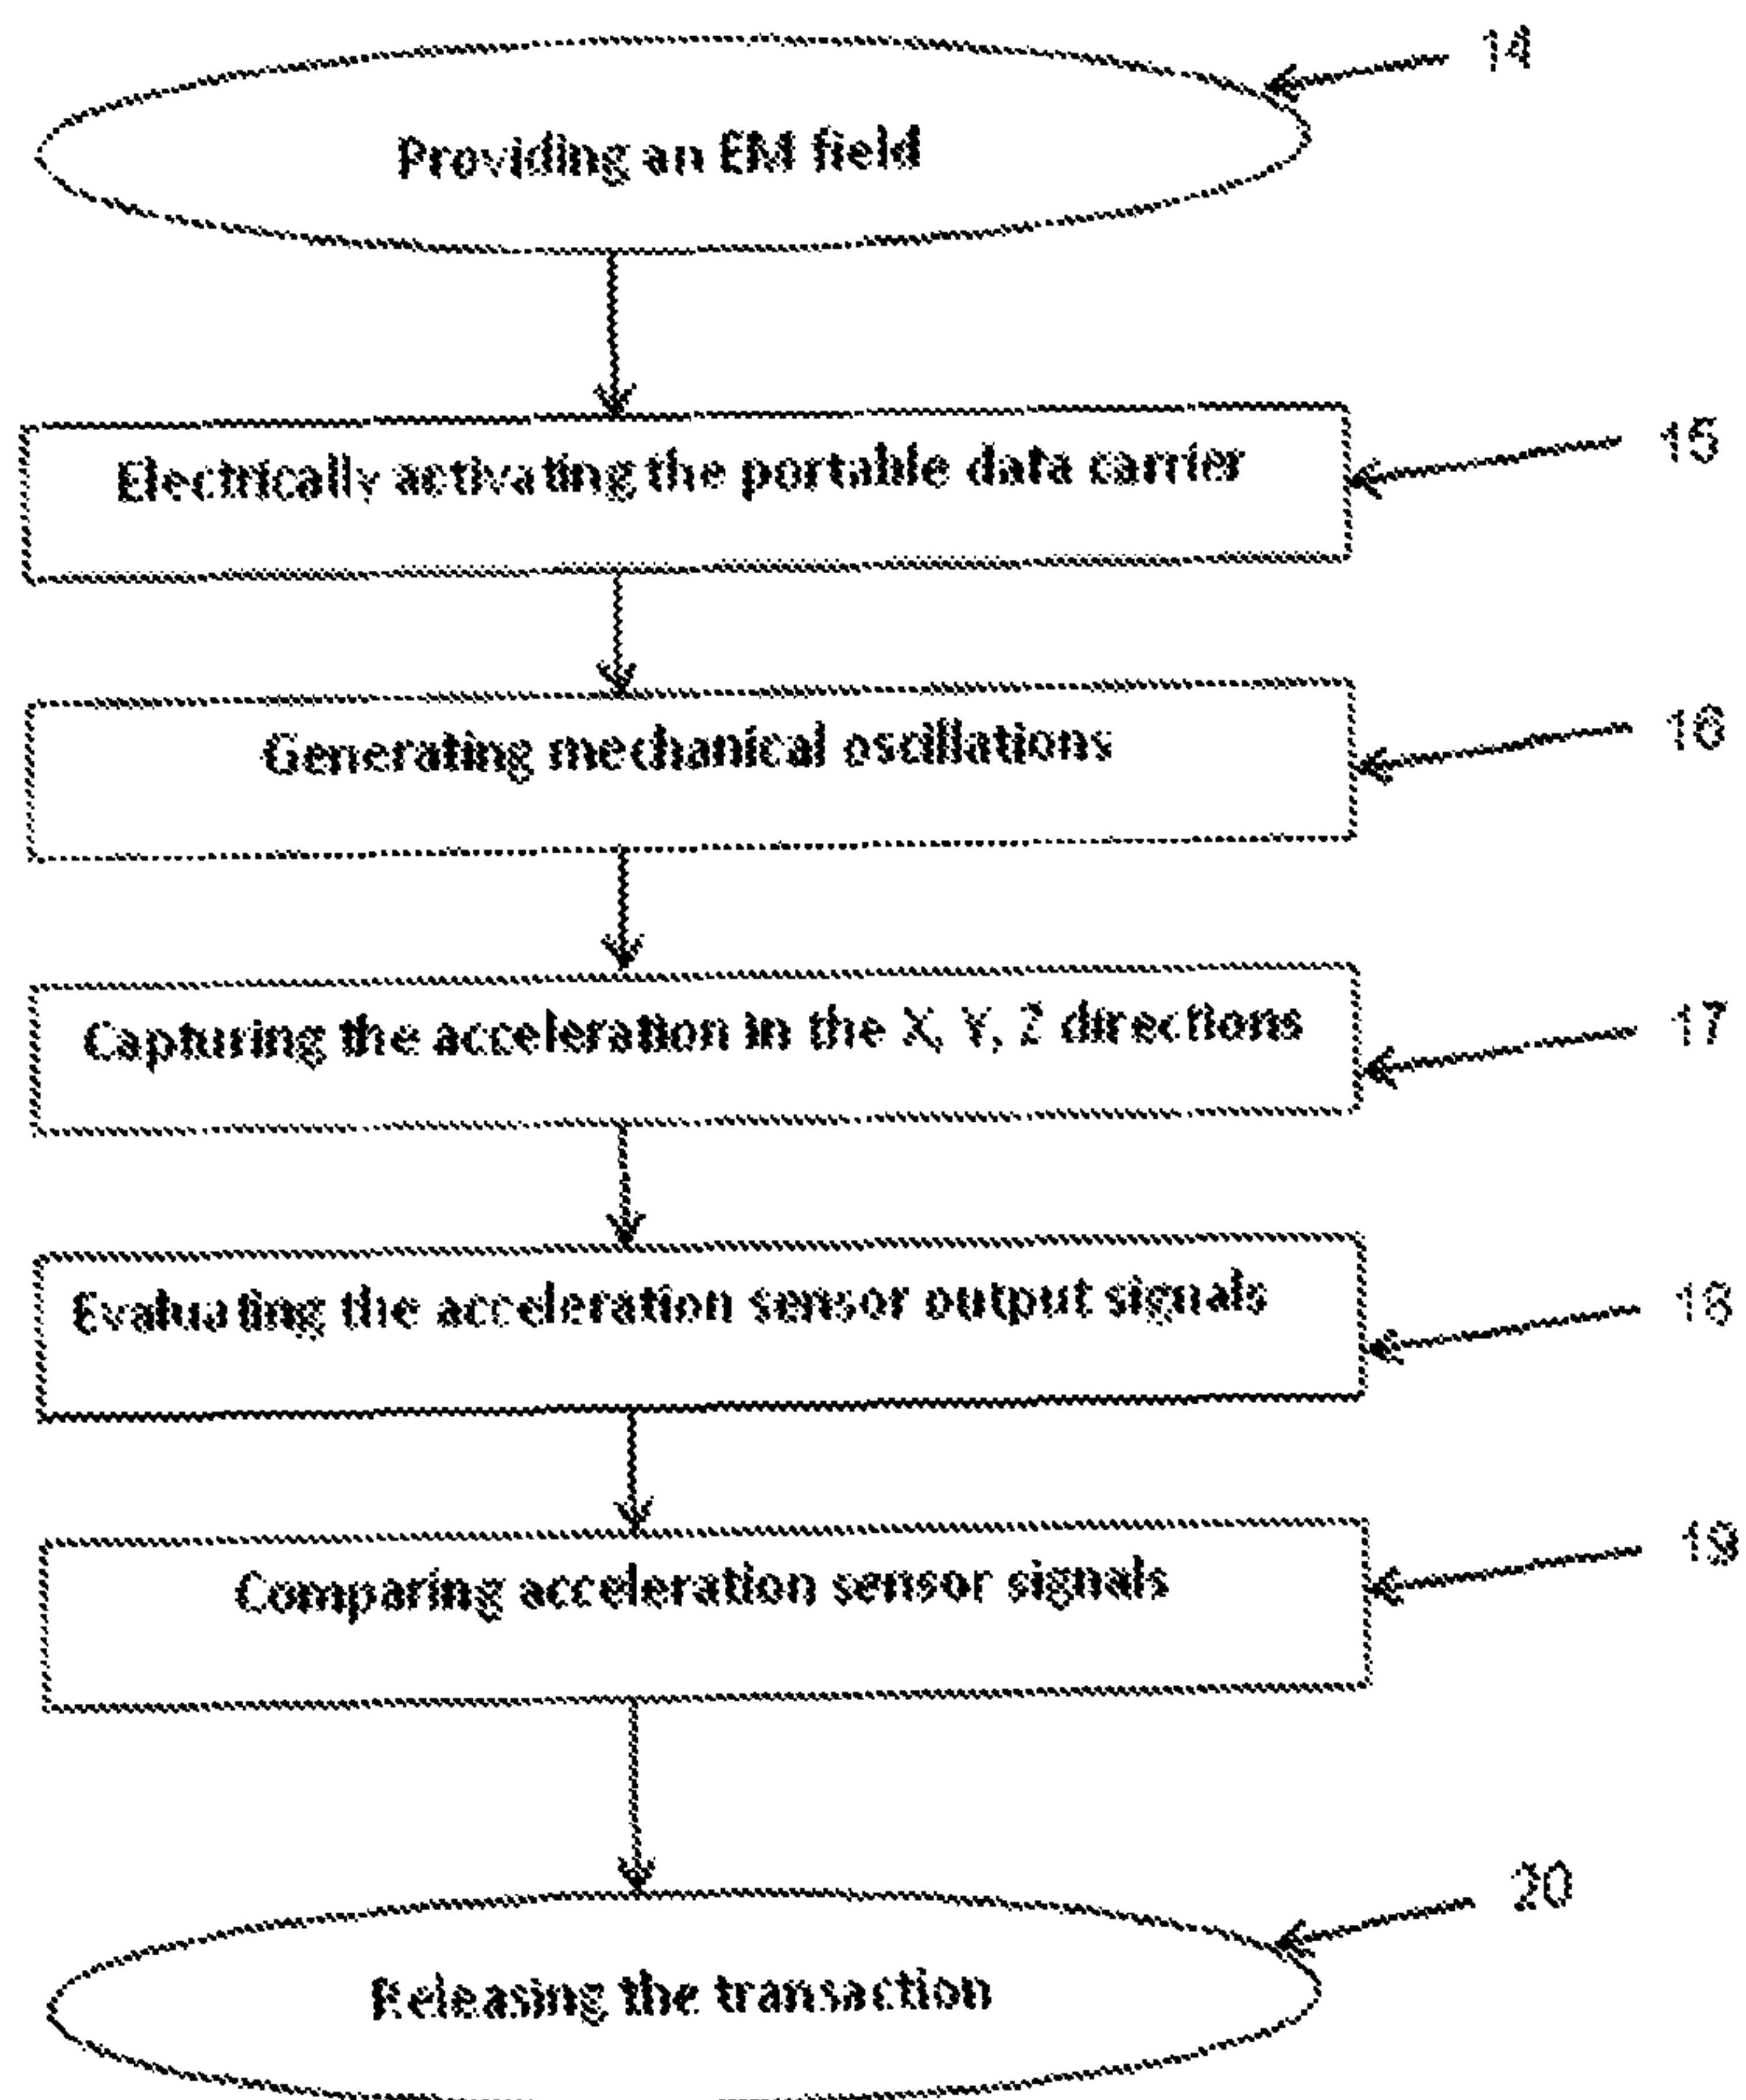 14
Providing an EM field
15
Electrically activating the portable data carrier
16
Generating mechanical oscillations
17
Capturing the acceleration in the X, Y, Z directions
18
Evaluating the acceleration sensor output signals
19
Comparing acceleration sensor signals
20
Releasing the transaction